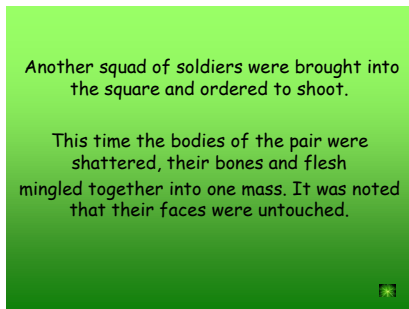 Another squad of soldiers were brought into
the square and ordered to shoot.
This time the bodies of the pair were
shattered, their bones and flesh
mingled together into one mass. It was noted
that their faces were untouched.